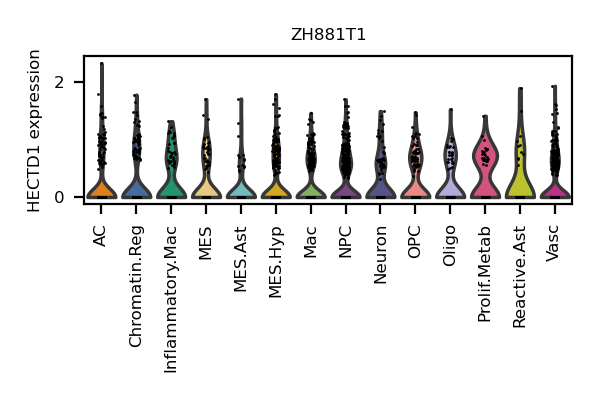 ZH881T1
HECTD1 expression
2
0
AC
Chromatin.Reg
Inflammatory.Mac
MES
MES.Ast
MES.Hyp
Mac
NPC
Neuron
OPC
Oligo
Prolif.Metab
Reactive.Ast
Vasc